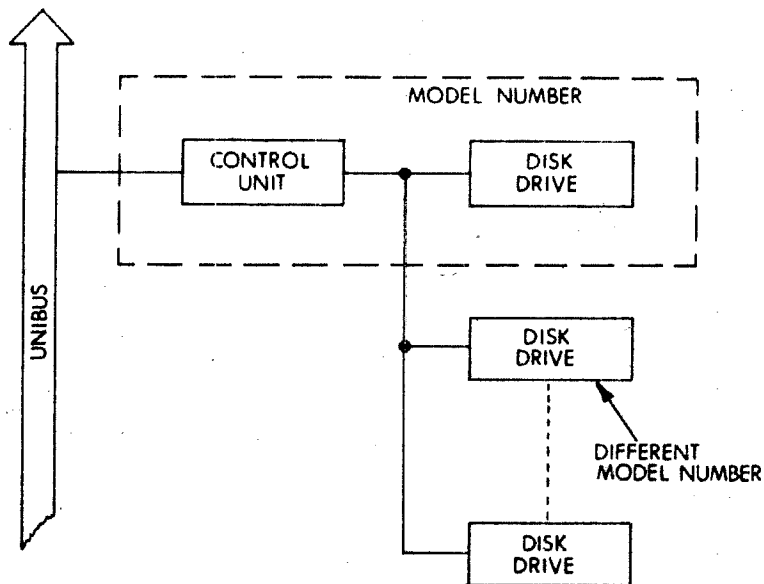 MODEL NUMBER
CONTROL
UNIT
DISK
DRIVE
UNIBUS
DISK
DRIVE
DIFFERENT
MODEL NUMBER
DISK
DRIVE